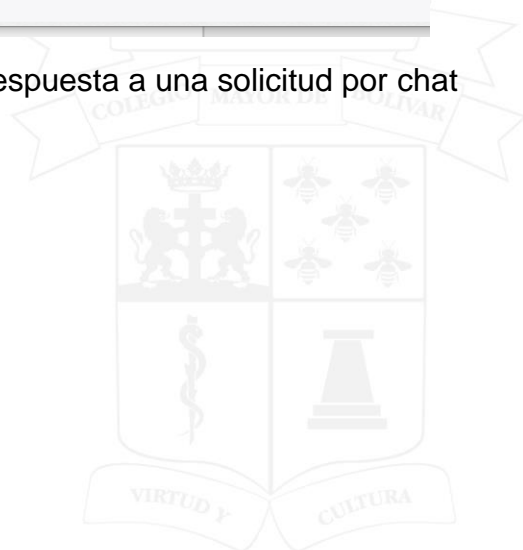 espuesta a una solicitud por chat
COLEGIO MAYOR DE BOLIVAR
VIRTUD Y CULTURA